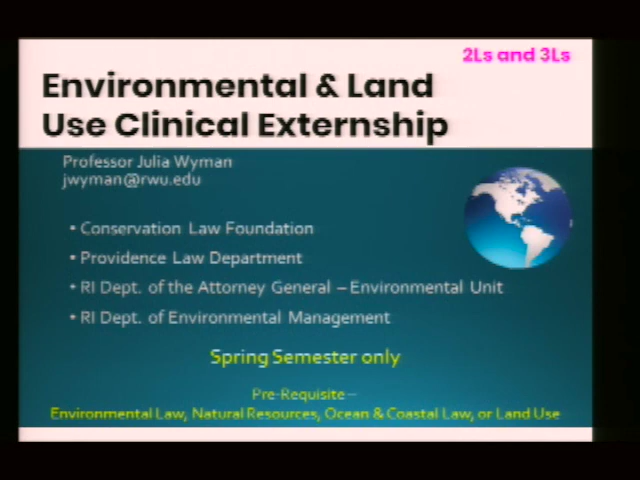 2Ls and 3Ls
Environmental & Land
Use Clinical Externship
Professor Julia Wyman
jwyman@rwu.edu
• Conservation Law Foundation
• Providence Law Department
• RI Dept. of the Attorney General – Environmental Unit
• RI Dept. of Environmental Management
Spring Semester only
Pre-Requisite –
Environmental Law, Natural Resources, Ocean & Coastal Law, or Land Use